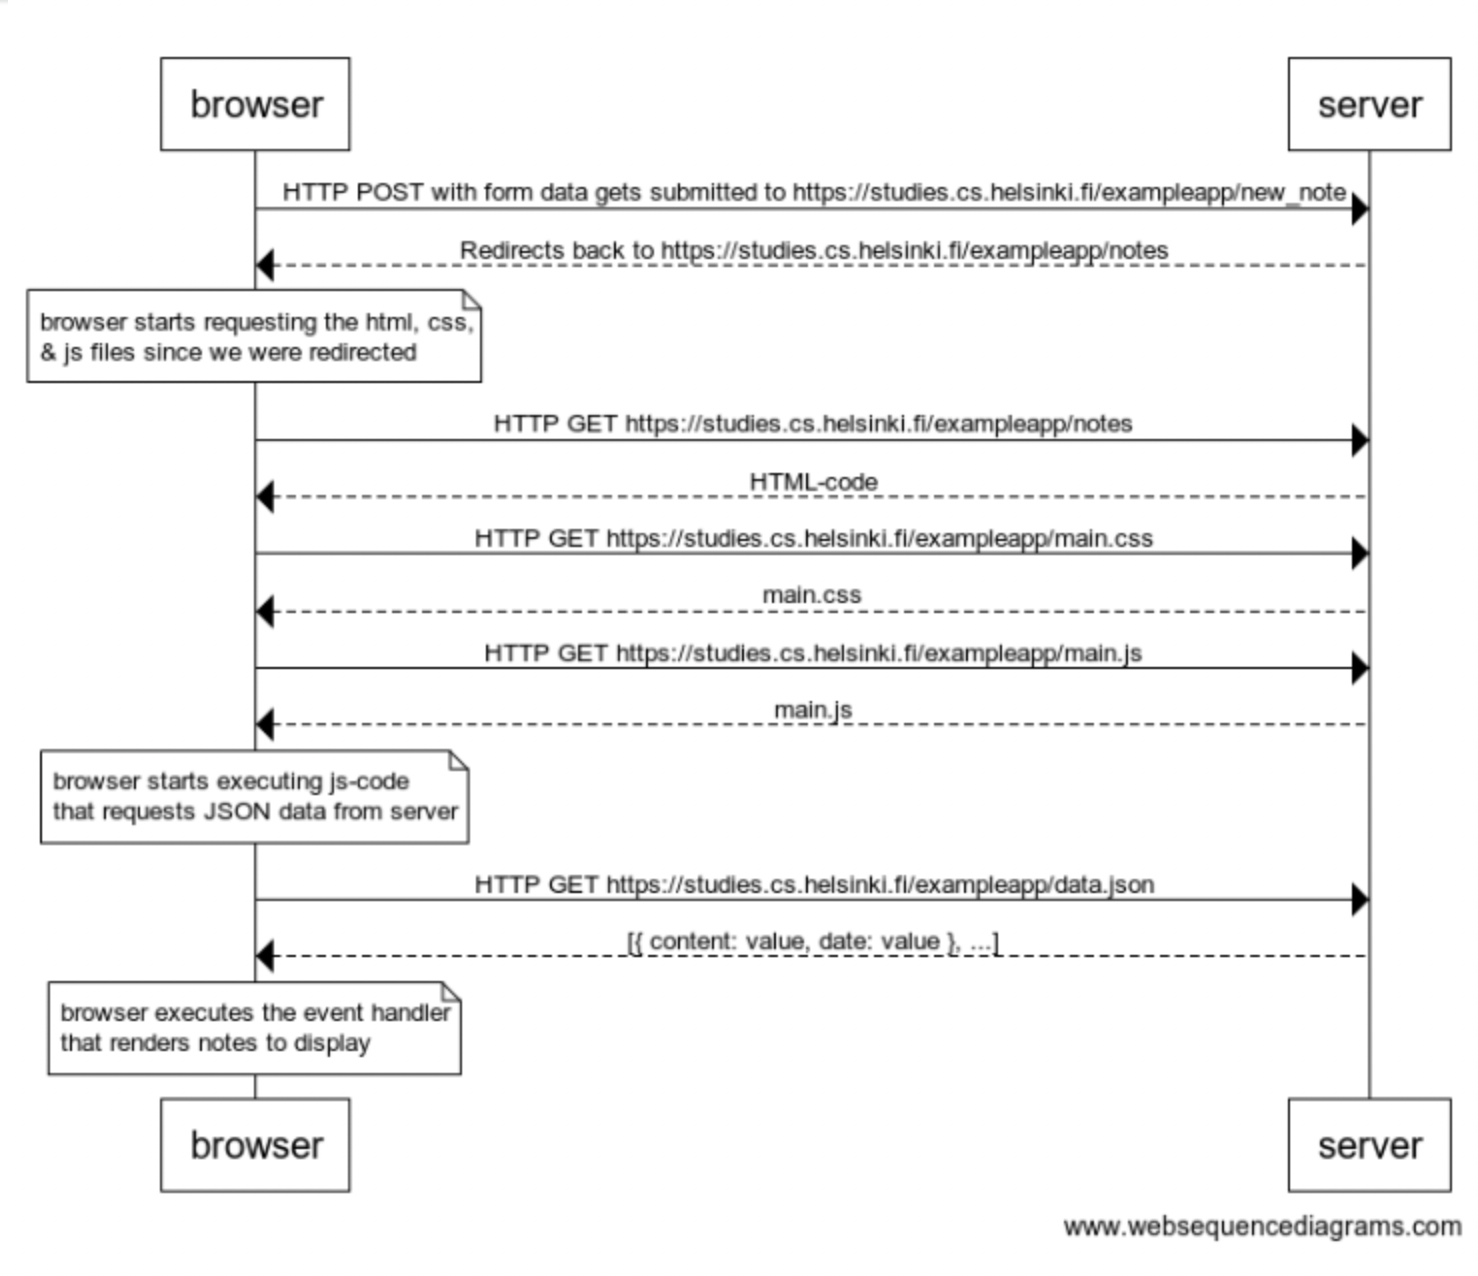 browser
server
HTTP POST with form data gets submitted to https://studies.cs.helsinki.fi/exampleapp/new_note
Redirects back to https://studies.cs.helsinki.fi/exampleapp/notes
browser starts requesting the html, css,
& js files since we were redirected
HTTP GET https://studies.cs.helsinki.fi/exampleapp/notes
HTML-code
HTTP GET https://studies.cs.helsinki.fi/exampleapp/main.css
main.css
HTTP GET https://studies.cs.helsinki.fi/exampleapp/main.js
main.js
browser starts executing js-code
that requests JSON data from server
HTTP GET https://studies.cs.helsinki.fi/exampleapp/data.json
[{ content: value, date: value }, ...]
browser executes the event handler
that renders notes to display
browser
server
www.websequencediagrams.com